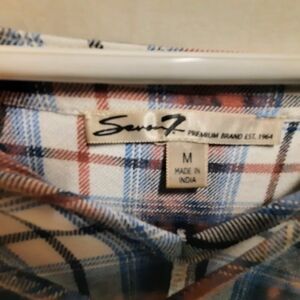 Seven7. PREMIUM BRAND EST. 1964
M
MADE IN
INDIA